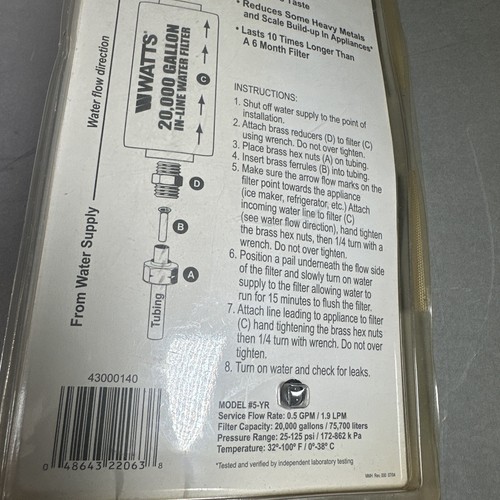 Taste
• Reduces Some Heavy Metals
and Scale Build-up In Appliances*
• Lasts 10 Times Longer Than
A 6 Month Filter
WATTS®
20,000 GALLON
IN-LINE WATER FILTER
C
D
B
A
Tubing
From Water Supply
Water flow direction
INSTRUCTIONS:
1. Shut off water supply to the point of
installation.
2. Attach brass reducers (D) to filter (C)
using wrench. Do not over tighten.
3. Place brass hex nuts (A) on tubing.
4. Insert brass ferrules (B) into tubing.
5. Make sure the arrow flow marks on the
filter point towards the appliance
(ice maker, refrigerator, etc.) Attach
incoming water line to filter (C)
(see water flow direction), hand tighten
the brass hex nuts, then 1/4 turn with a
wrench. Do not over tighten.
6. Position a pail underneath the flow side
of the filter and slowly turn on water
supply to the filter allowing water to
run for 15 minutes to flush the filter.
7. Attach line leading to appliance to filter
(C) hand tightening the brass hex nuts
then 1/4 turn with wrench. Do not over
tighten.
8. Turn on water and check for leaks.
43000140
0 48643 22063 8
MODEL #5-YR
Service Flow Rate: 0.5 GPM / 1.9 LPM
Filter Capacity: 20,000 gallons / 75,700 liters
Pressure Range: 25-125 psi / 172-862 k Pa
Temperature: 32º-100º F / 0º-38º C
*Tested and verified by independent laboratory testing